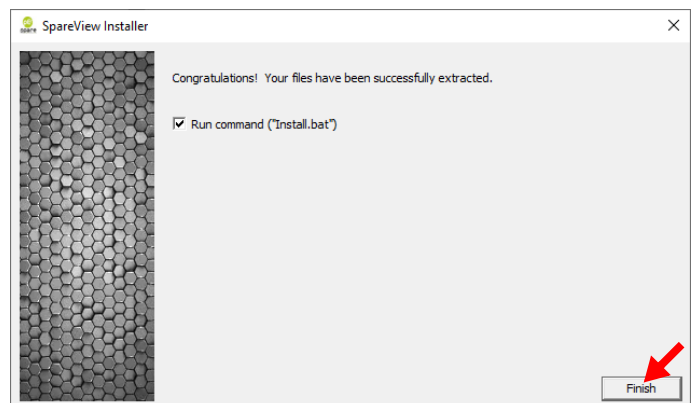 SpareView Installer
Congratulations! Your files have been successfully extracted.
Run command ("Install.bat")
Finish